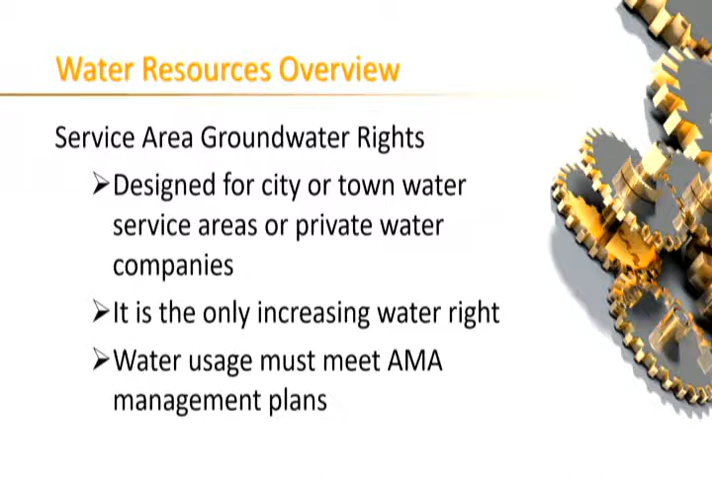 Water Resources Overview
Service Area Groundwater Rights
➢Designed for city or town water
service areas or private water
companies
➢It is the only increasing water right
➢Water usage must meet AMA
management plans